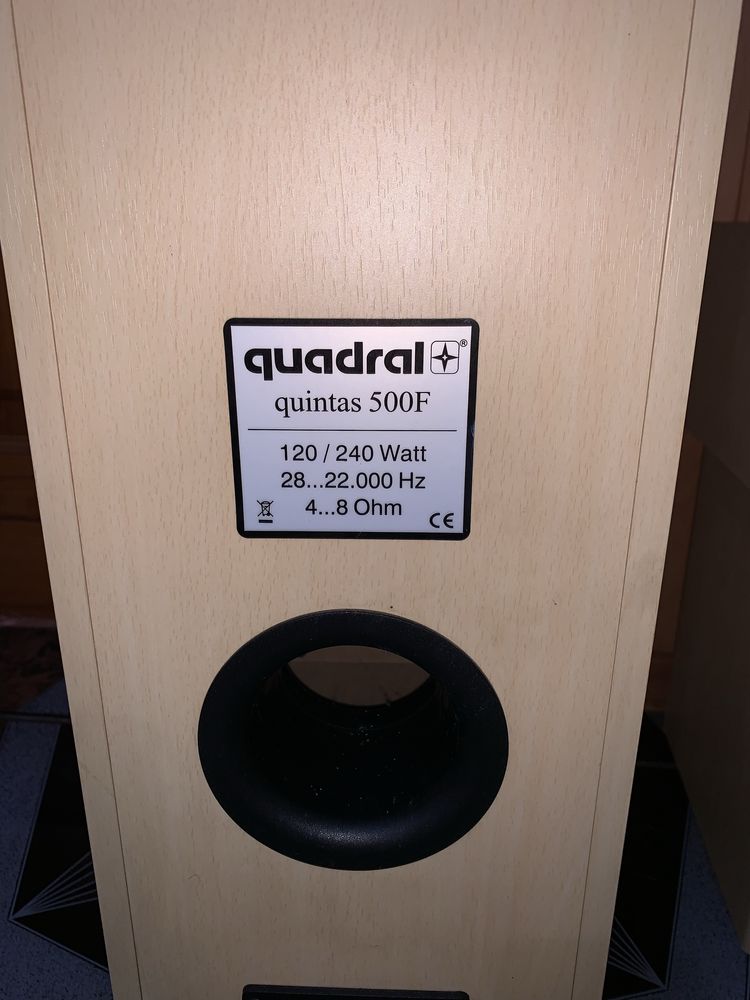 quadral ®
quintas 500F
120 / 240 Watt
28...22.000 Hz
4...8 Ohm
CE